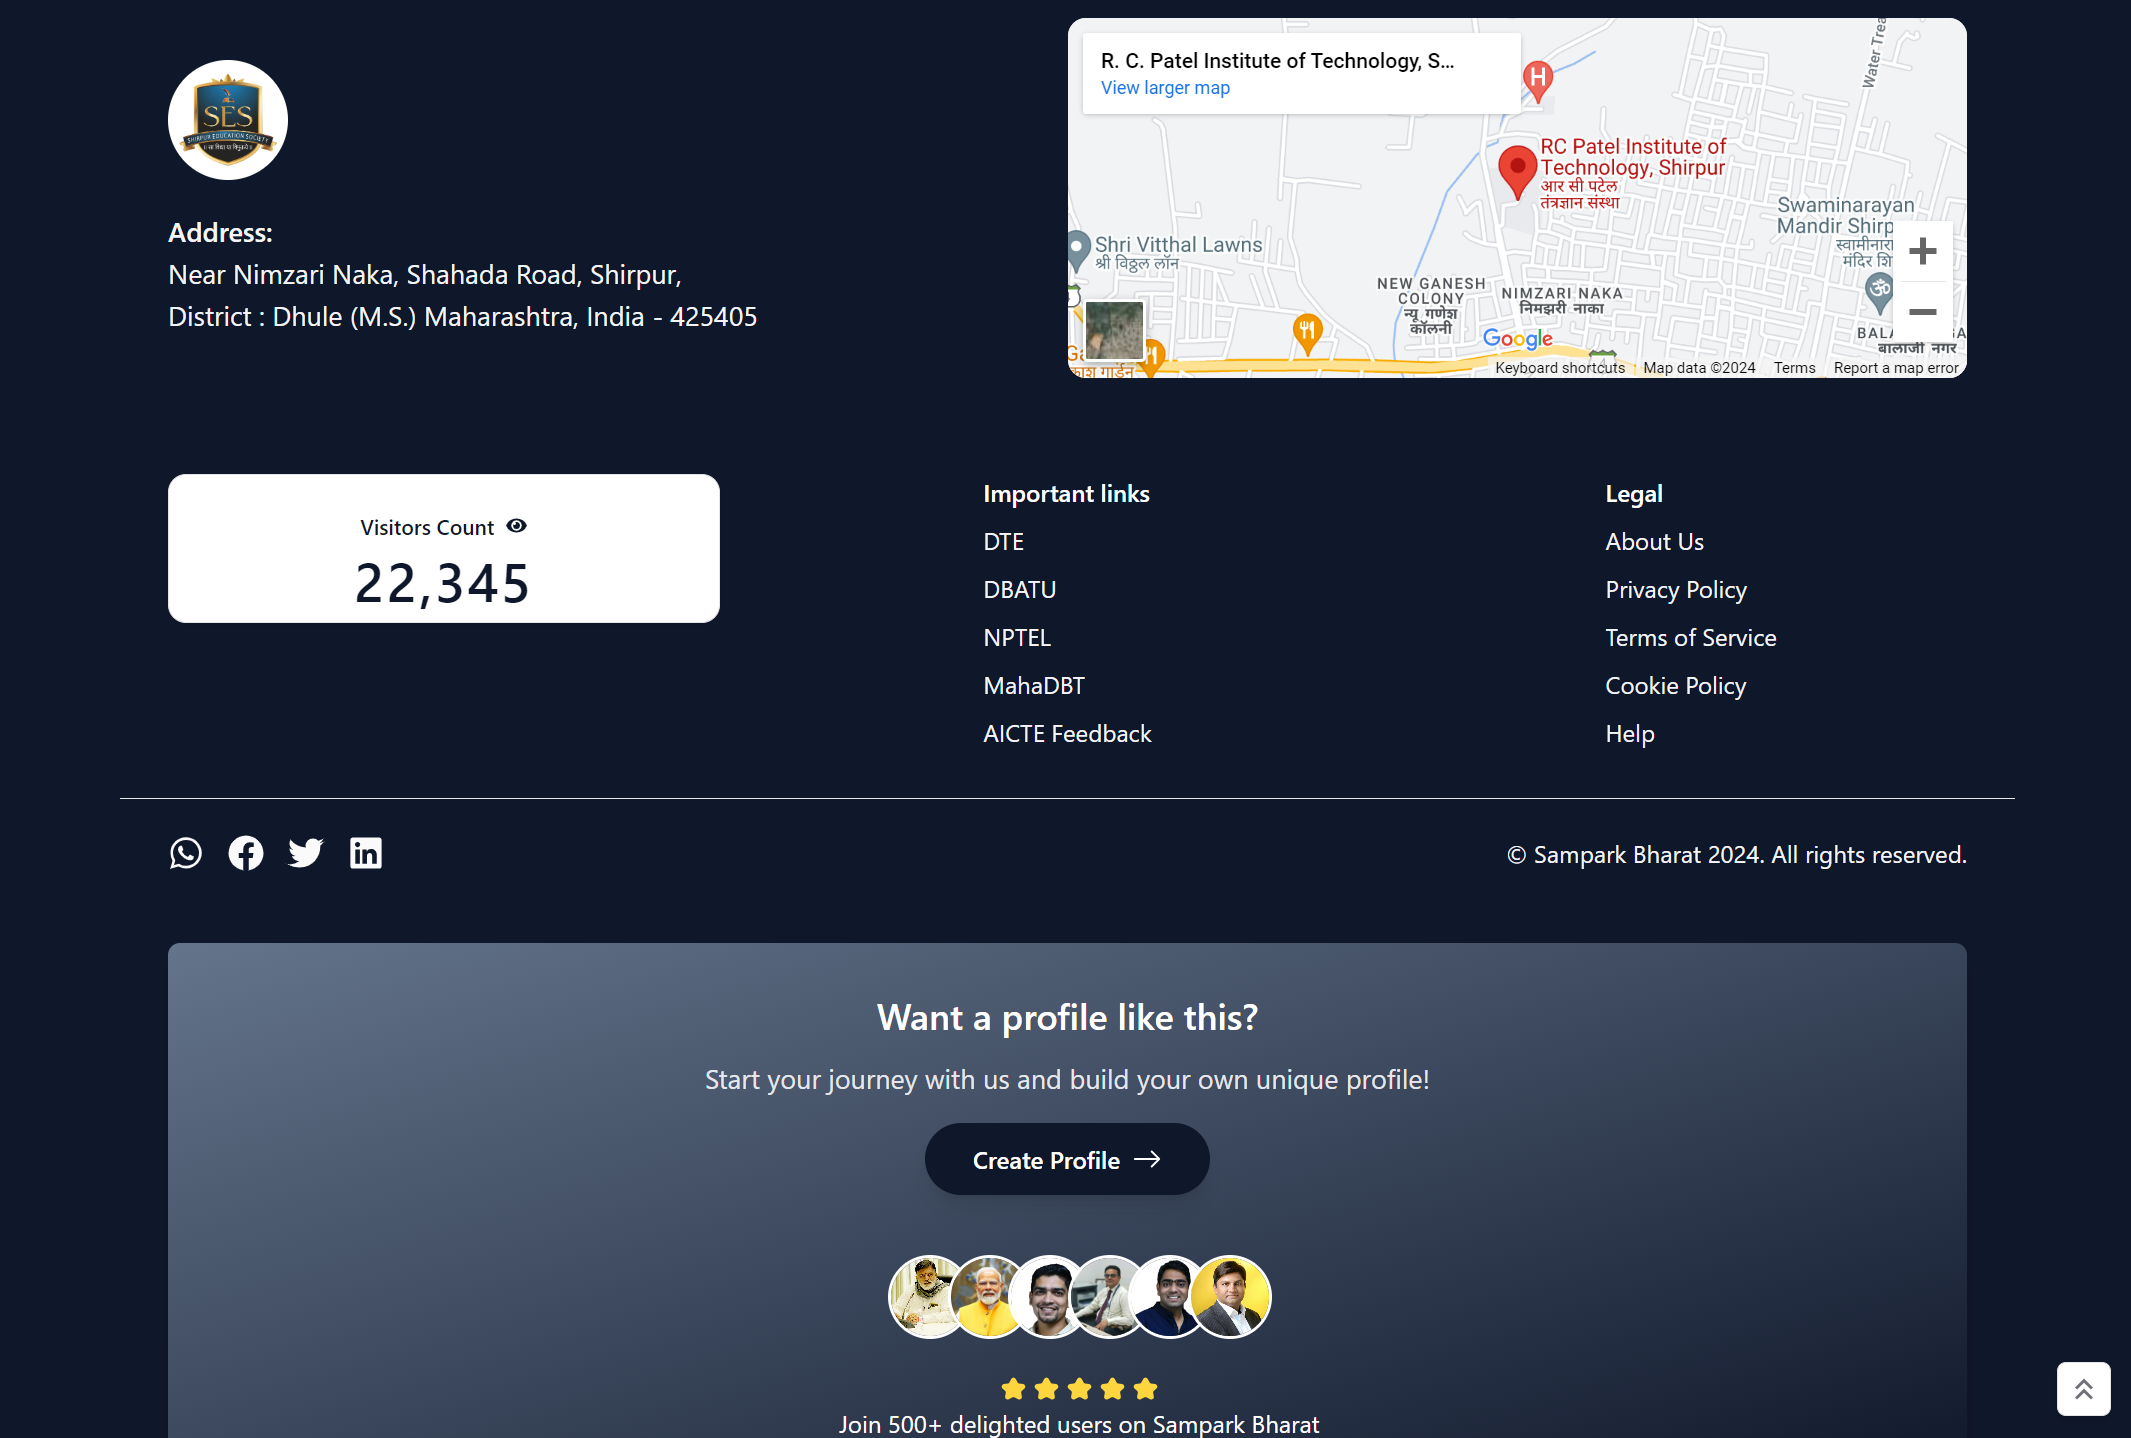 SES
SHIRPUR EDUCATION SOCIETY
Address:
Near Nimzari Naka, Shahada Road, Shirpur,
District : Dhule (M.S.) Maharashtra, India - 425405
R. C. Patel Institute of Technology, S...
View larger map
H
Water Trea
RC Patel Institute of
Technology, Shirpur
आर सी पटेल
तंत्रज्ञान संस्था
Swaminarayan
Mandir Shirp
स्वामीनारा
मंदिर शि
Shri Vitthal Lawns
श्री विठ्ठल लॉन
NEW GANESH
COLONY
न्यू गणेश
कॉलनी
NIMZARI NAKA
निमझरी नाका
बालाजी नगर
Google
Keyboard shortcuts
Map data ©2024
Terms
Report a map error
Visitors Count
22,345
Important links
DTE
DBATU
NPTEL
MahaDBT
AICTE Feedback
Legal
About Us
Privacy Policy
Terms of Service
Cookie Policy
Help
© Sampark Bharat 2024. All rights reserved.
Want a profile like this?
Start your journey with us and build your own unique profile!
Create Profile
Join 500+ delighted users on Sampark Bharat